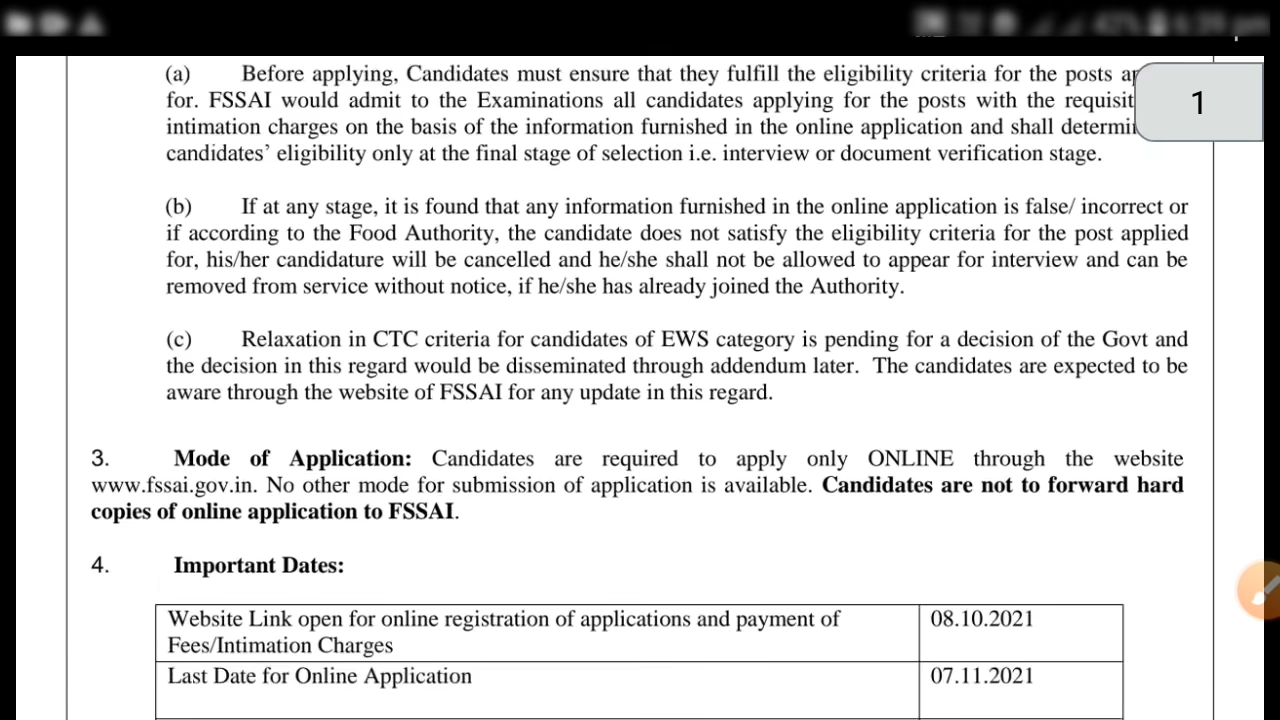 (a) Before applying, Candidates must ensure that they fulfill the eligibility criteria for the posts
1
for. FSSAI would admit to the Examinations all candidates applying for the posts with the
intimation charges on the basis of the information furnished in the online application and shall
candidates’ eligibility only at the final stage of selection i.e. interview or document verification stage.
(b) If at any stage, it is found that any information furnished in the online application is false/ incorrect or
if according to the Food Authority, the candidate does not satisfy the eligibility criteria for the post applied
for, his/her candidature will be cancelled and he/she shall not be allowed to appear for interview and can be
removed from service without notice, if he/she has already joined the Authority.
(c) Relaxation in CTC criteria for candidates of EWS category is pending for a decision of the Govt and
the decision in this regard would be disseminated through addendum later. The candidates are expected to be
aware through the website of FSSAI for any update in this regard.
3. Mode of Application: Candidates are required to apply only ONLINE through the website
www.fssai.gov.in. No other mode for submission of application is available. Candidates are not to forward hard
copies of online application to FSSAI.
4. Important Dates:
Website Link open for online registration of applications and payment of 08.10.2021
Fees/Intimation Charges
Last Date for Online Application 07.11.2021